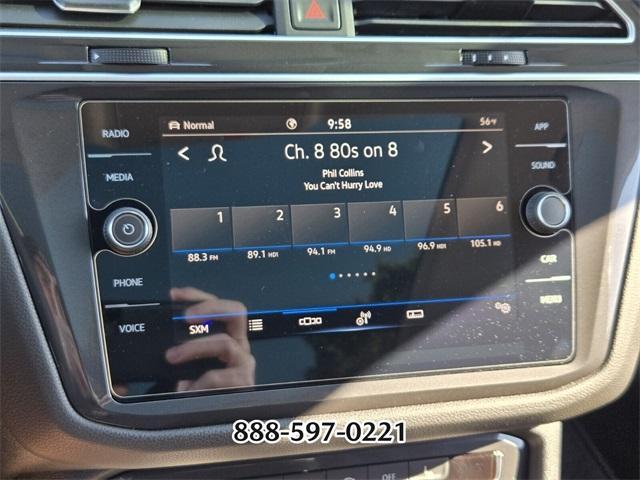 RADIO
MEDIA
PHONE
VOICE
Normal
9:58
56°F
Ch. 8 80s on 8
Phil Collins
You Can't Hurry Love
1 2 3 4 5 6
88.3 FM 89.1 HD1 94.1 FM 94.9 HD 96.9 HD1 105.1 HD
SXM
APP
SOUND
CAR
MENU
888-597-0221
OFF